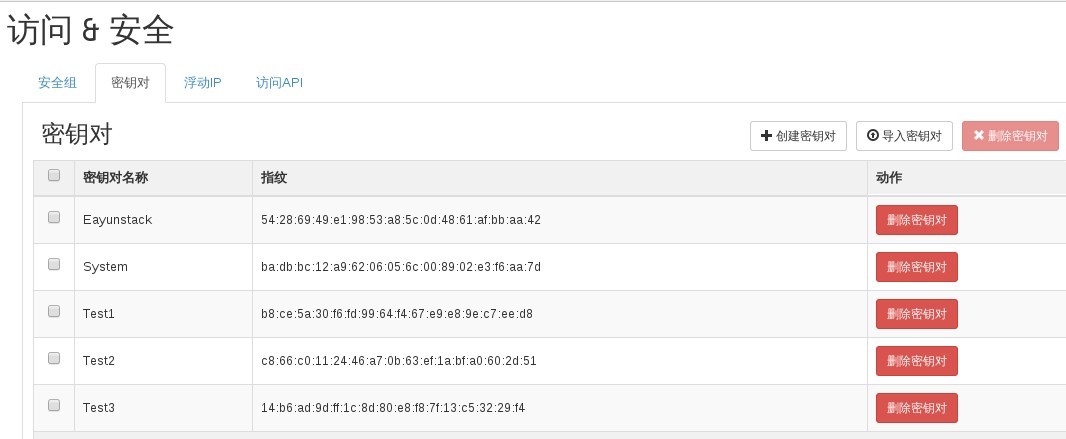 访问 & 安全
安全组 密钥对 浮动IP 访问API
密钥对 创建密钥对 导入密钥对 删除密钥对
密钥对名称 指纹 动作
Eayunstack 54:28:69:49:e1:98:53:a8:5c:0d:48:61:af:bb:aa:42 删除密钥对
System ba:db:bc:12:a9:62:06:05:6c:00:89:02:e3:f6:aa:7d 删除密钥对
Test1 b8:ce:5a:30:f6:fd:99:64:f4:67:e9:e8:9e:c7:ee:d8 删除密钥对
Test2 c8:66:c0:11:24:46:a7:0b:63:ef:1a:bf:a0:60:2d:51 删除密钥对
Test3 14:b6:ad:9d:ff:1c:8d:80:e8:f8:7f:13:c5:32:29:f4 删除密钥对